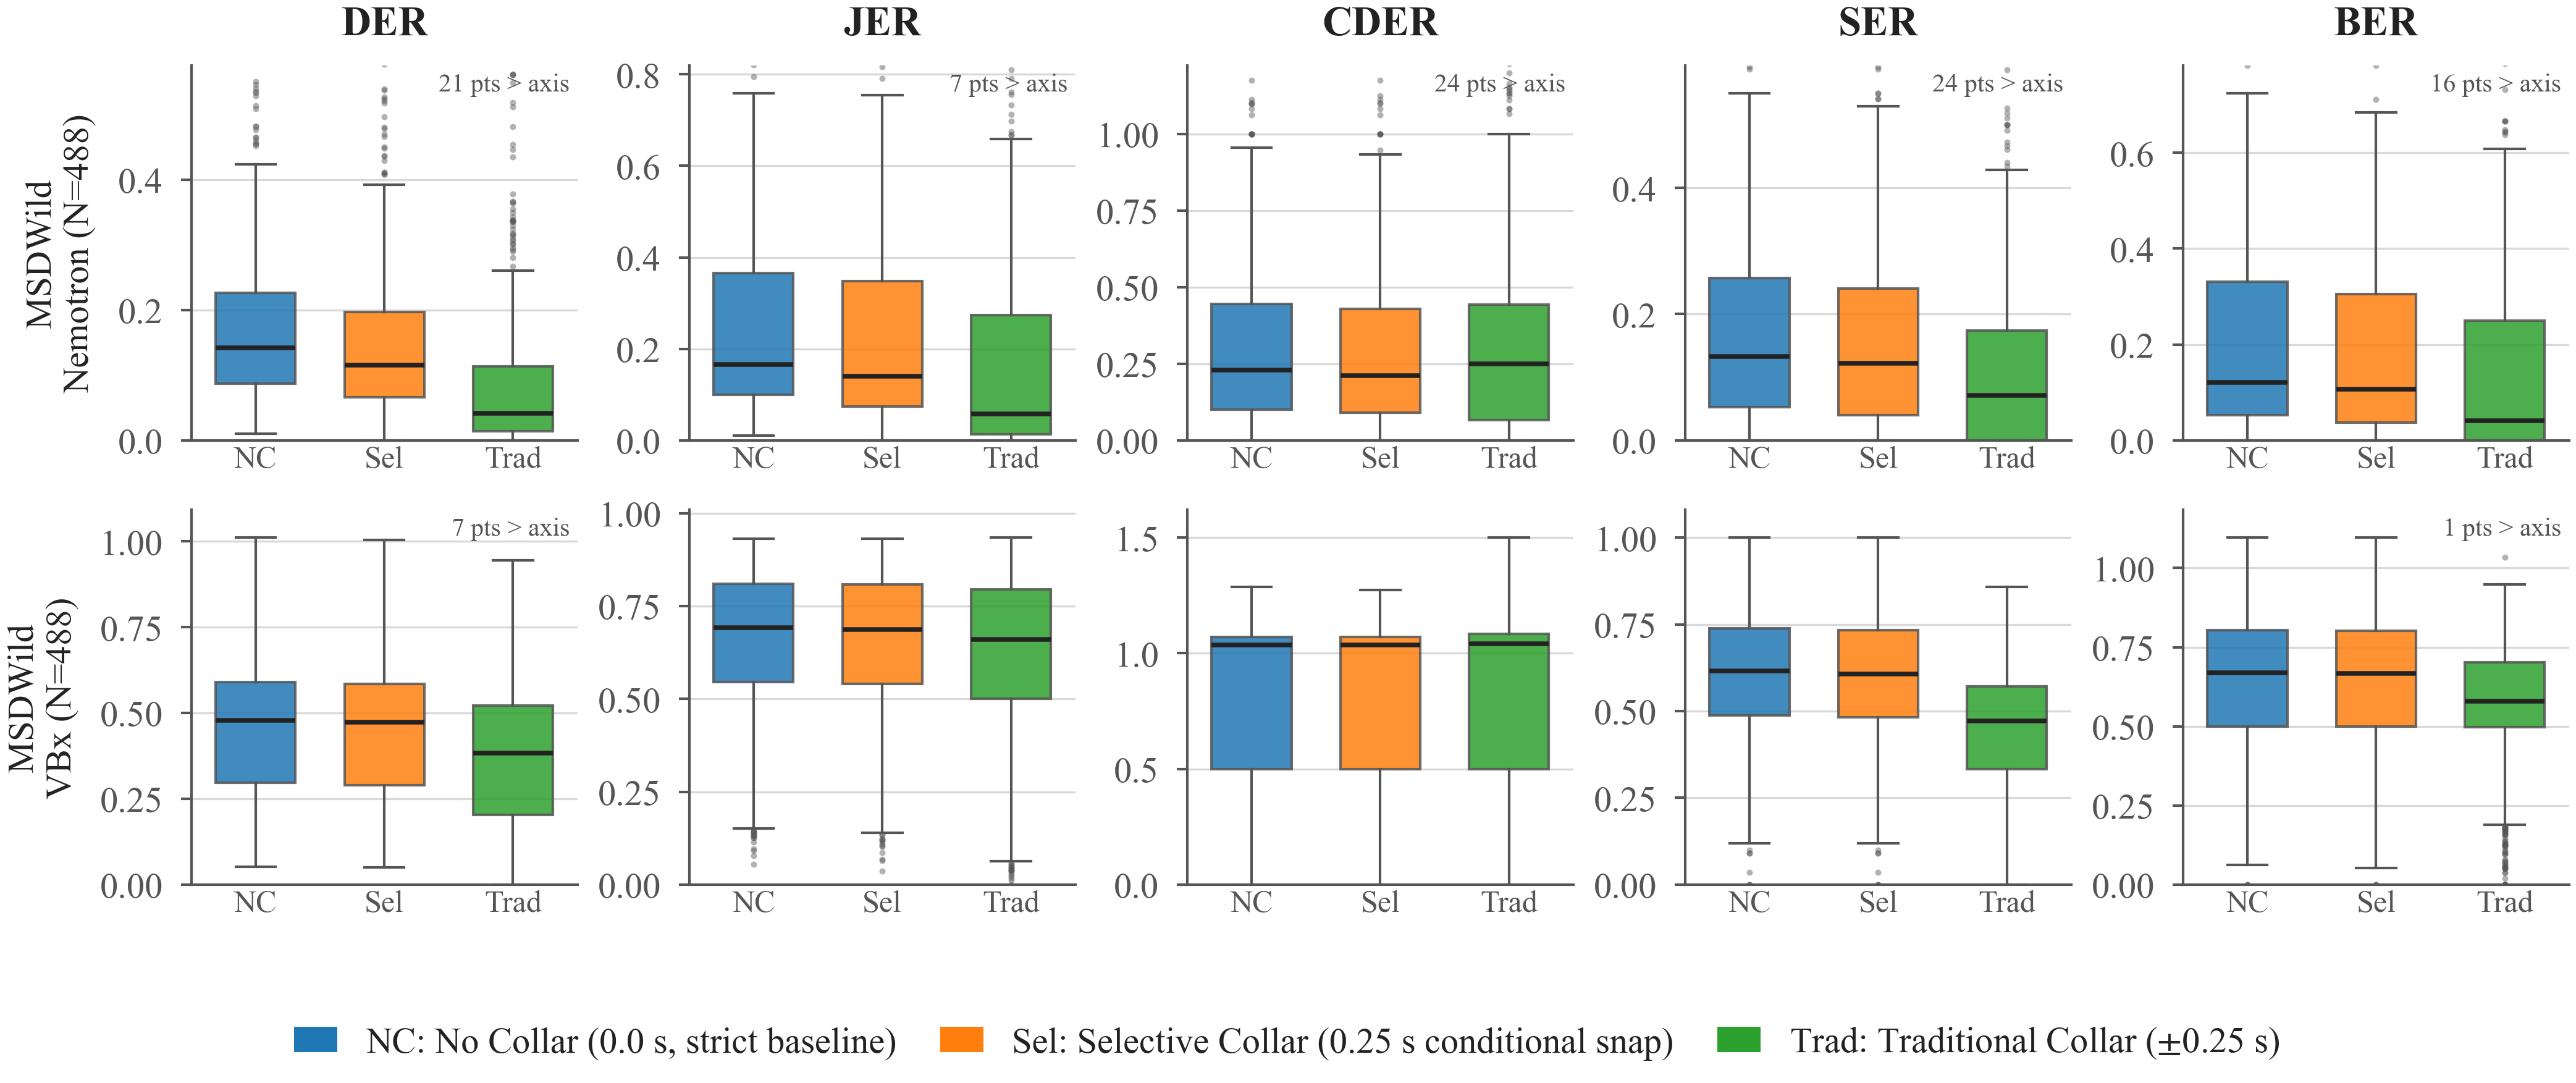 DER JER CDER SER BER
MSDWild
Nemotron (N=488)
21 pts > axis
0.4
0.2
0.0
NC Sel Trad
7 pts > axis
0.8
0.6
0.4
0.2
0.0
NC Sel Trad
24 pts > axis
1.00
0.75
0.50
0.25
0.00
NC Sel Trad
24 pts > axis
0.4
0.2
0.0
NC Sel Trad
16 pts > axis
0.6
0.4
0.2
0.0
NC Sel Trad
MSDWild
VBx (N=488)
7 pts > axis
1.00
0.75
0.50
0.25
0.00
NC Sel Trad
1.00
0.75
0.50
0.25
0.00
NC Sel Trad
1.5
1.0
0.5
0.0
NC Sel Trad
1.00
0.75
0.50
0.25
0.00
NC Sel Trad
1 pts > axis
1.00
0.75
0.50
0.25
0.00
NC Sel Trad
NC: No Collar (0.0 s, strict baseline) Sel: Selective Collar (0.25 s conditional snap) Trad: Traditional Collar (±0.25 s)